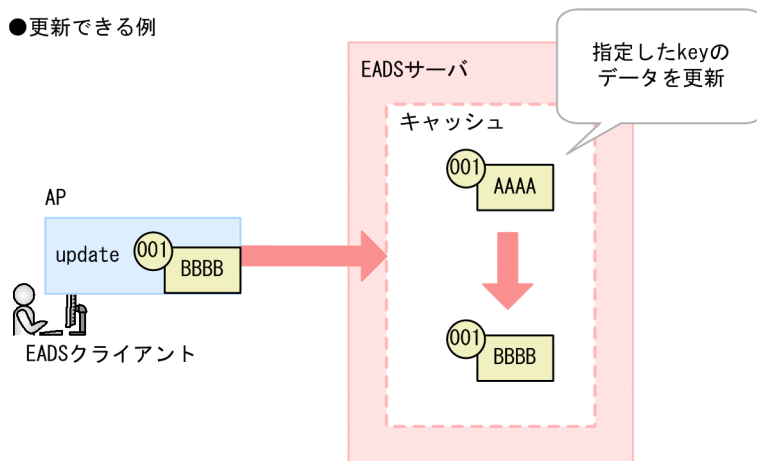 ●更新できる例
指定したkeyの
データを更新
EADSサーバ
キャッシュ
001
AAAA
AP
update
001
BBBB
EADSクライアント
001
BBBB